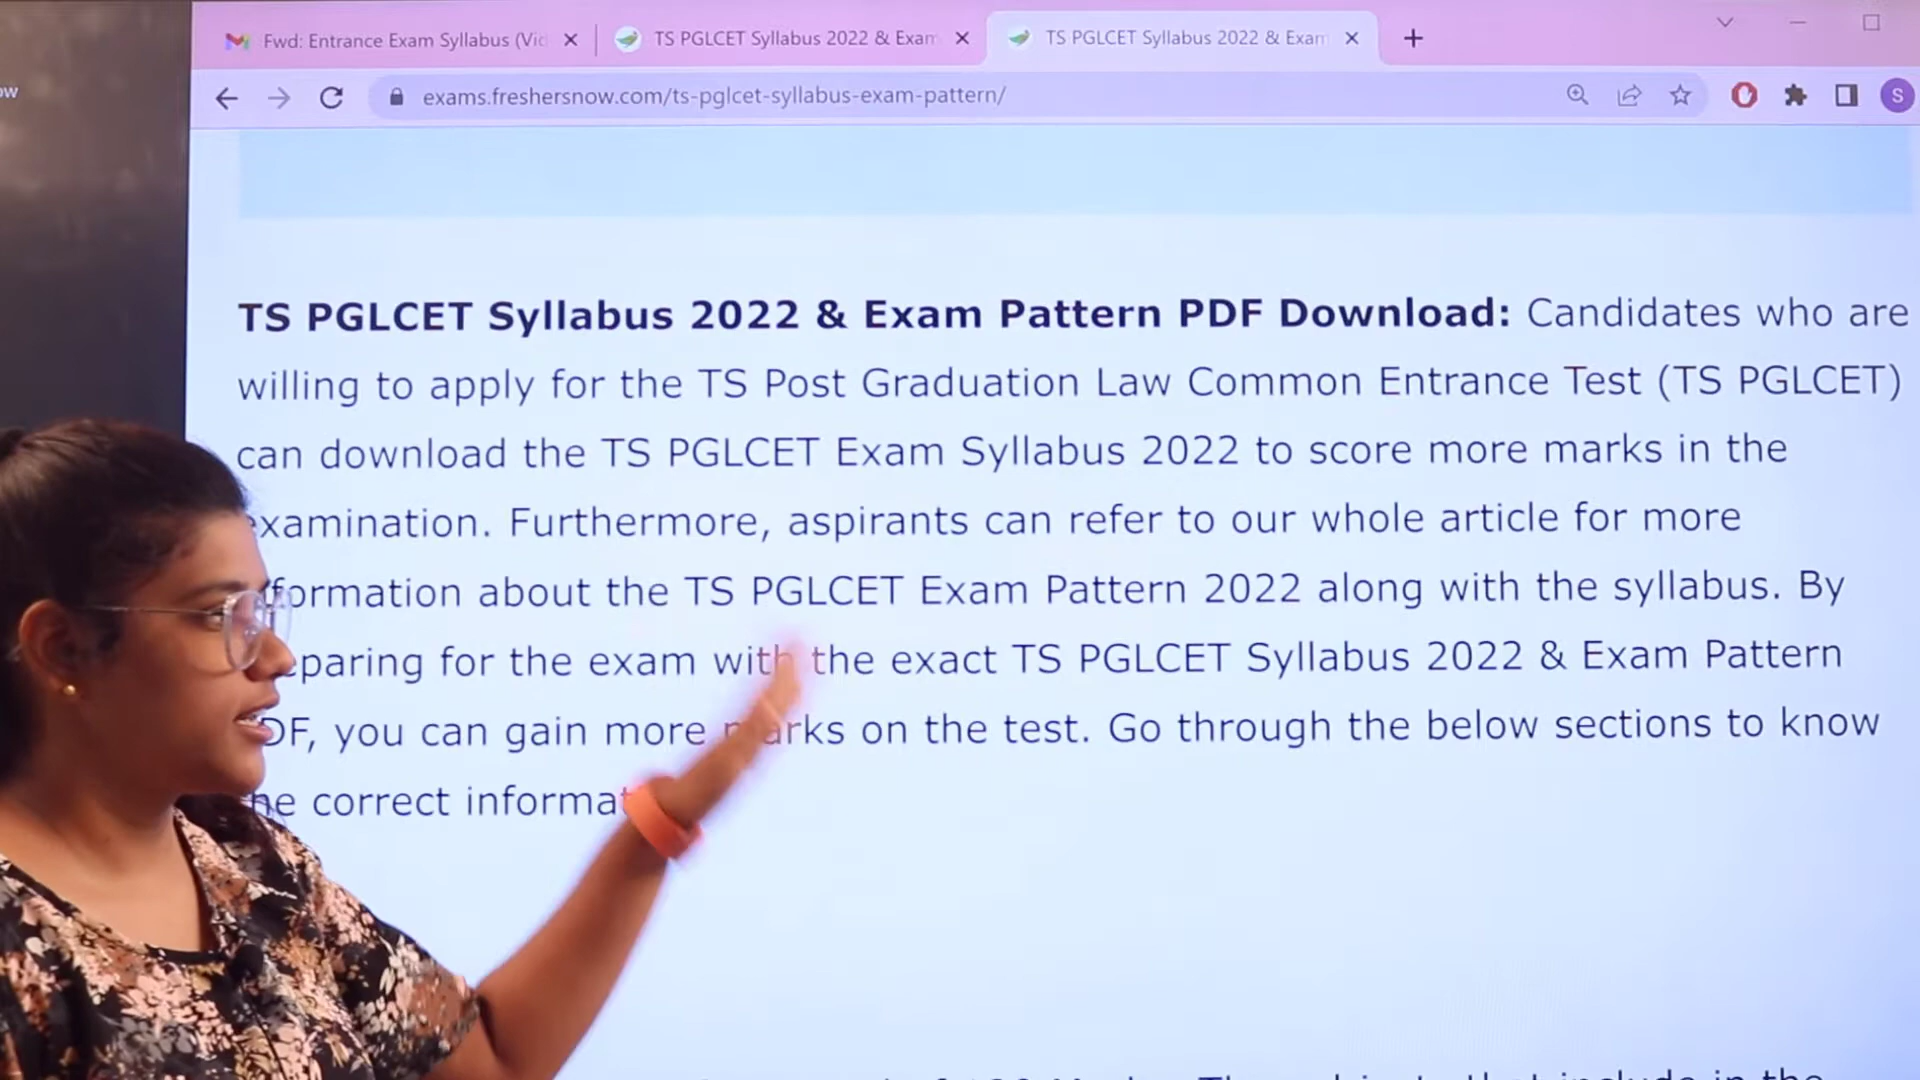 Fwd: Entrance Exam Syllabus (Vic
TS PGLCET Syllabus 2022 & Exam
TS PGLCET Syllabus 2022 & Exam
ow
exams.freshersnow.com/ts-pglcet-syllabus-exam-pattern/
S
TS PGLCET Syllabus 2022 & Exam Pattern PDF Download: Candidates who are
willing to apply for the TS Post Graduation Law Common Entrance Test (TS PGLCET)
can download the TS PGLCET Exam Syllabus 2022 to score more marks in the
xamination. Furthermore, aspirants can refer to our whole article for more
formation about the TS PGLCET Exam Pattern 2022 along with the syllabus. By
paring for the exam with the exact TS PGLCET Syllabus 2022 & Exam Pattern
DF, you can gain more marks on the test. Go through the below sections to know
he correct informat